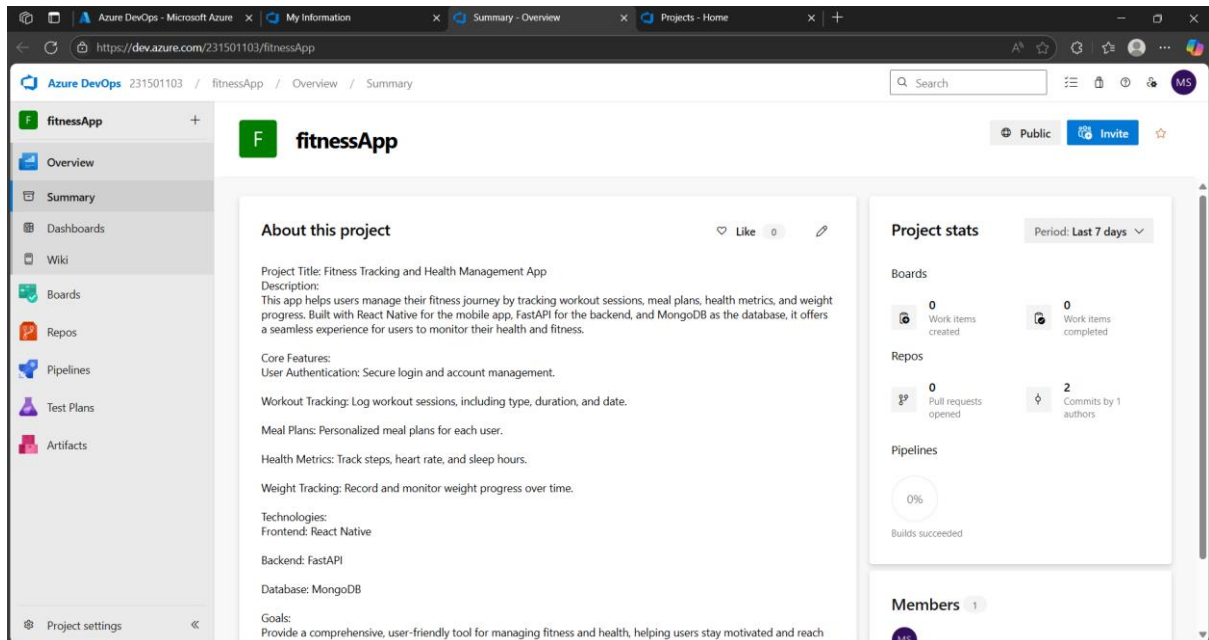 Azure DevOps - Microsoft Azure
My Information
Summary - Overview
Projects - Home
https://dev.azure.com/231501103/fitnessApp
Azure DevOps 231501103 / fitnessApp / Overview / Summary
Search
MS
F fitnessApp
Overview
Summary
Dashboards
Wiki
Boards
Repos
Pipelines
Test Plans
Artifacts
Project settings
F fitnessApp
Public
Invite
About this project
Like 0
Project Title: Fitness Tracking and Health Management App
Description:
This app helps users manage their fitness journey by tracking workout sessions, meal plans, health metrics, and weight
progress. Built with React Native for the mobile app, FastAPI for the backend, and MongoDB as the database, it offers
a seamless experience for users to monitor their health and fitness.
Core Features:
User Authentication: Secure login and account management.
Workout Tracking: Log workout sessions, including type, duration, and date.
Meal Plans: Personalized meal plans for each user.
Health Metrics: Track steps, heart rate, and sleep hours.
Weight Tracking: Record and monitor weight progress over time.
Technologies:
Frontend: React Native
Backend: FastAPI
Database: MongoDB
Goals:
Provide a comprehensive, user-friendly tool for managing fitness and health, helping users stay motivated and reach
Project stats
Period: Last 7 days
Boards
0
Work items
created
0
Work items
completed
Repos
0
Pull requests
opened
2
Commits by 1
authors
Pipelines
0%
Builds succeeded
Members 1
MS